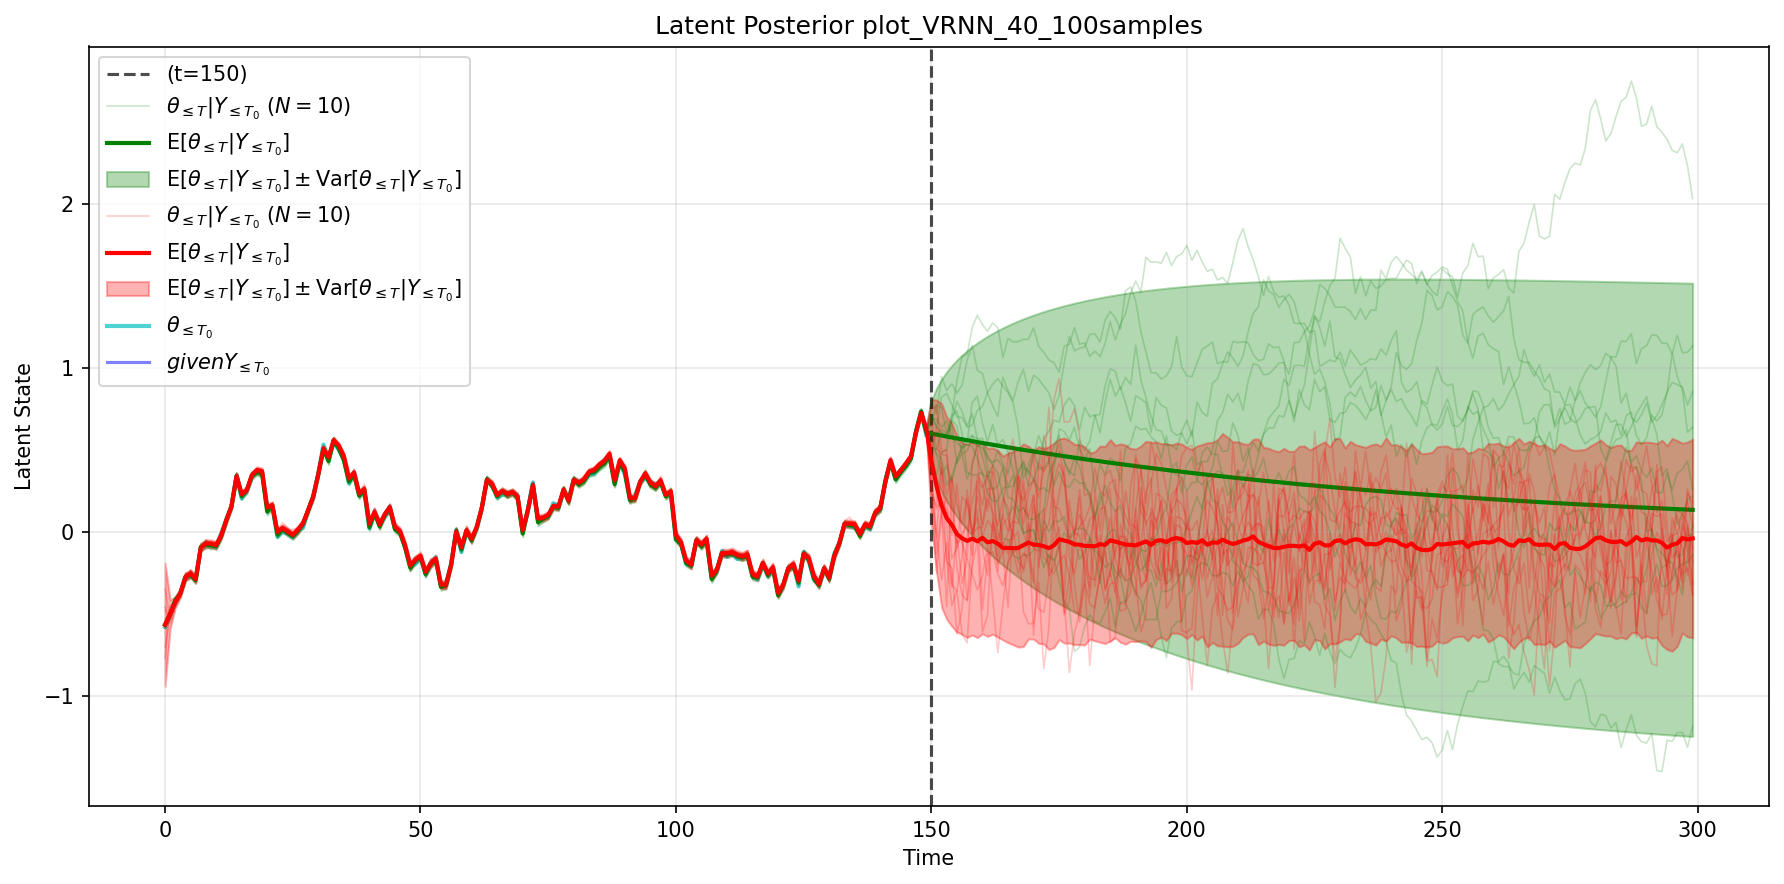 Latent Posterior plot_VRNN_40_100samples
(t=150)
θ≤T|Y≤T₀ (N = 10)
E[θ≤T|Y≤T₀]
E[θ≤T|Y≤T₀] ± Var[θ≤T|Y≤T₀]
θ≤T|Y≤T₀ (N = 10)
E[θ≤T|Y≤T₀]
E[θ≤T|Y≤T₀] ± Var[θ≤T|Y≤T₀]
θ≤T₀
givenY≤T₀
Latent State
2
1
0
−1
0 50 100 150 200 250 300
Time